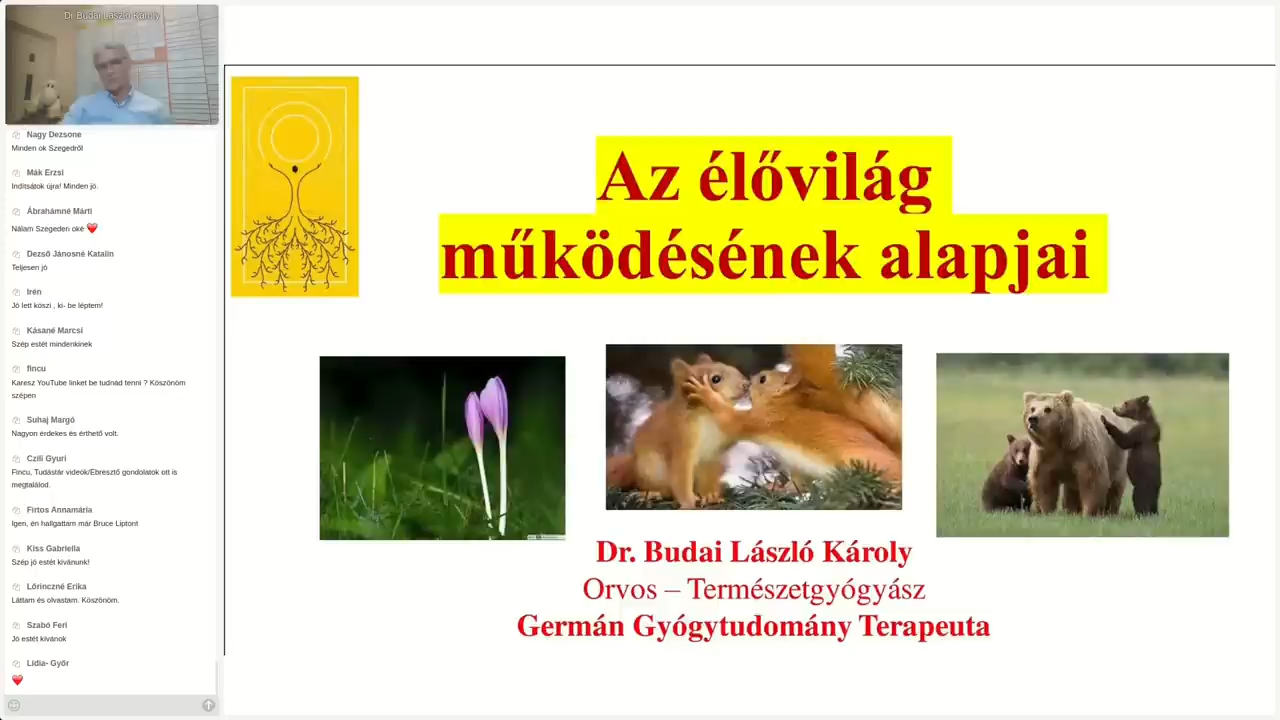 Dr Budai László Károly
Nagy Dezsone
Minden ok Szegedről
Mák Erzsi
Indítsátok újra! Minden jó.
Ábrahámné Márti
Nálam Szegeden oké
Dezső Jánosné Katalin
Teljesen jó
Irén
Jó lett köszi , ki- be léptem!
Kásáné Marcsi
Szép estét mindenkinek
fincu
Karesz YouTube linket be tudnád tenni ? Köszönöm
szépen
Suhaj Margó
Nagyon érdekes és érthető volt.
Czili Gyuri
Fincu, Tudástár videók/Ébresztő gondolatok ott is
megtalálod.
Firtos Annamária
Igen, én hallgattam már Bruce Liptont
Kiss Gabriella
Szép jó estét kívánunk!
Lőrinczné Erika
Láttam és olvastam. Köszönöm.
Szabó Feri
Jó estét kívánok
Lídia- Győr
Az élővilág
működésének alapjai
Dr. Budai László Károly
Orvos – Természetgyógyász
Germán Gyógytudomány Terapeuta